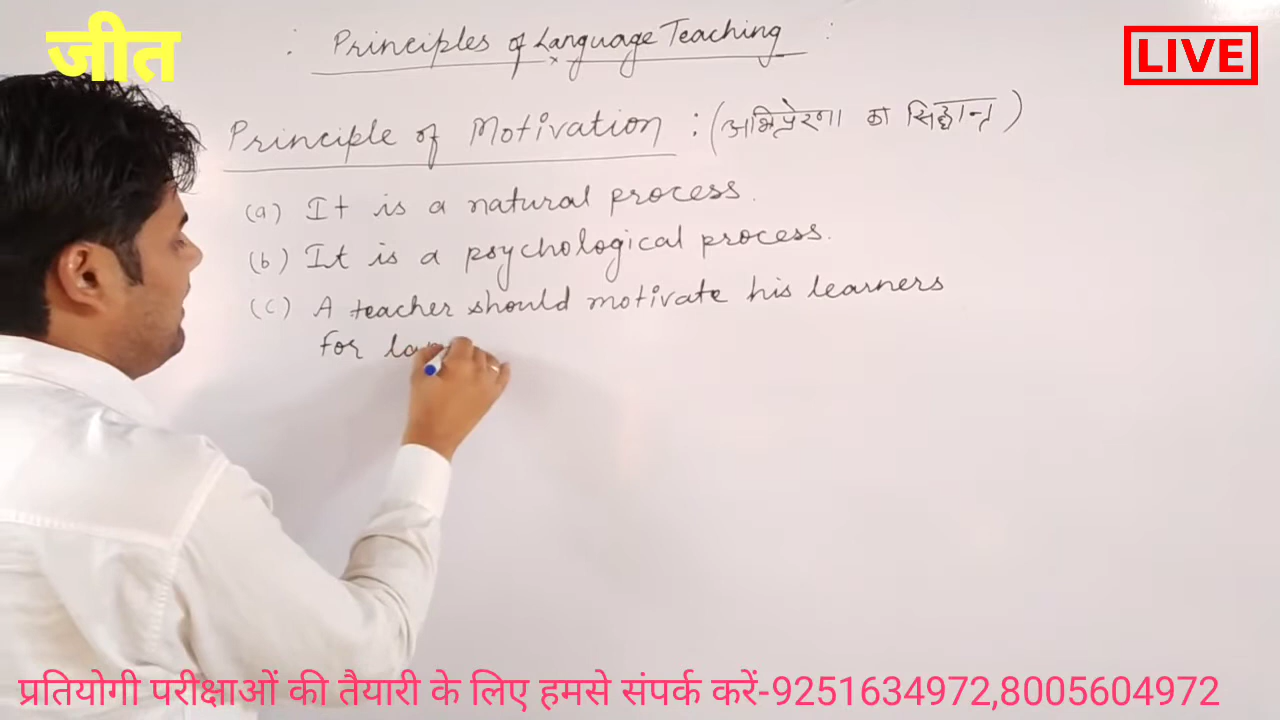 जीत
LIVE
: Principles of Language Teaching :
Principle of Motivation : (अभिप्रेरणा का सिद्धान्त)
(a) It is a natural process.
(b) It is a psychological process.
(c) A teacher should motivate his learners
for
प्रतियोगी परीक्षाओं की तैयारी के लिए हमसे संपर्क करें-9251634972,8005604972